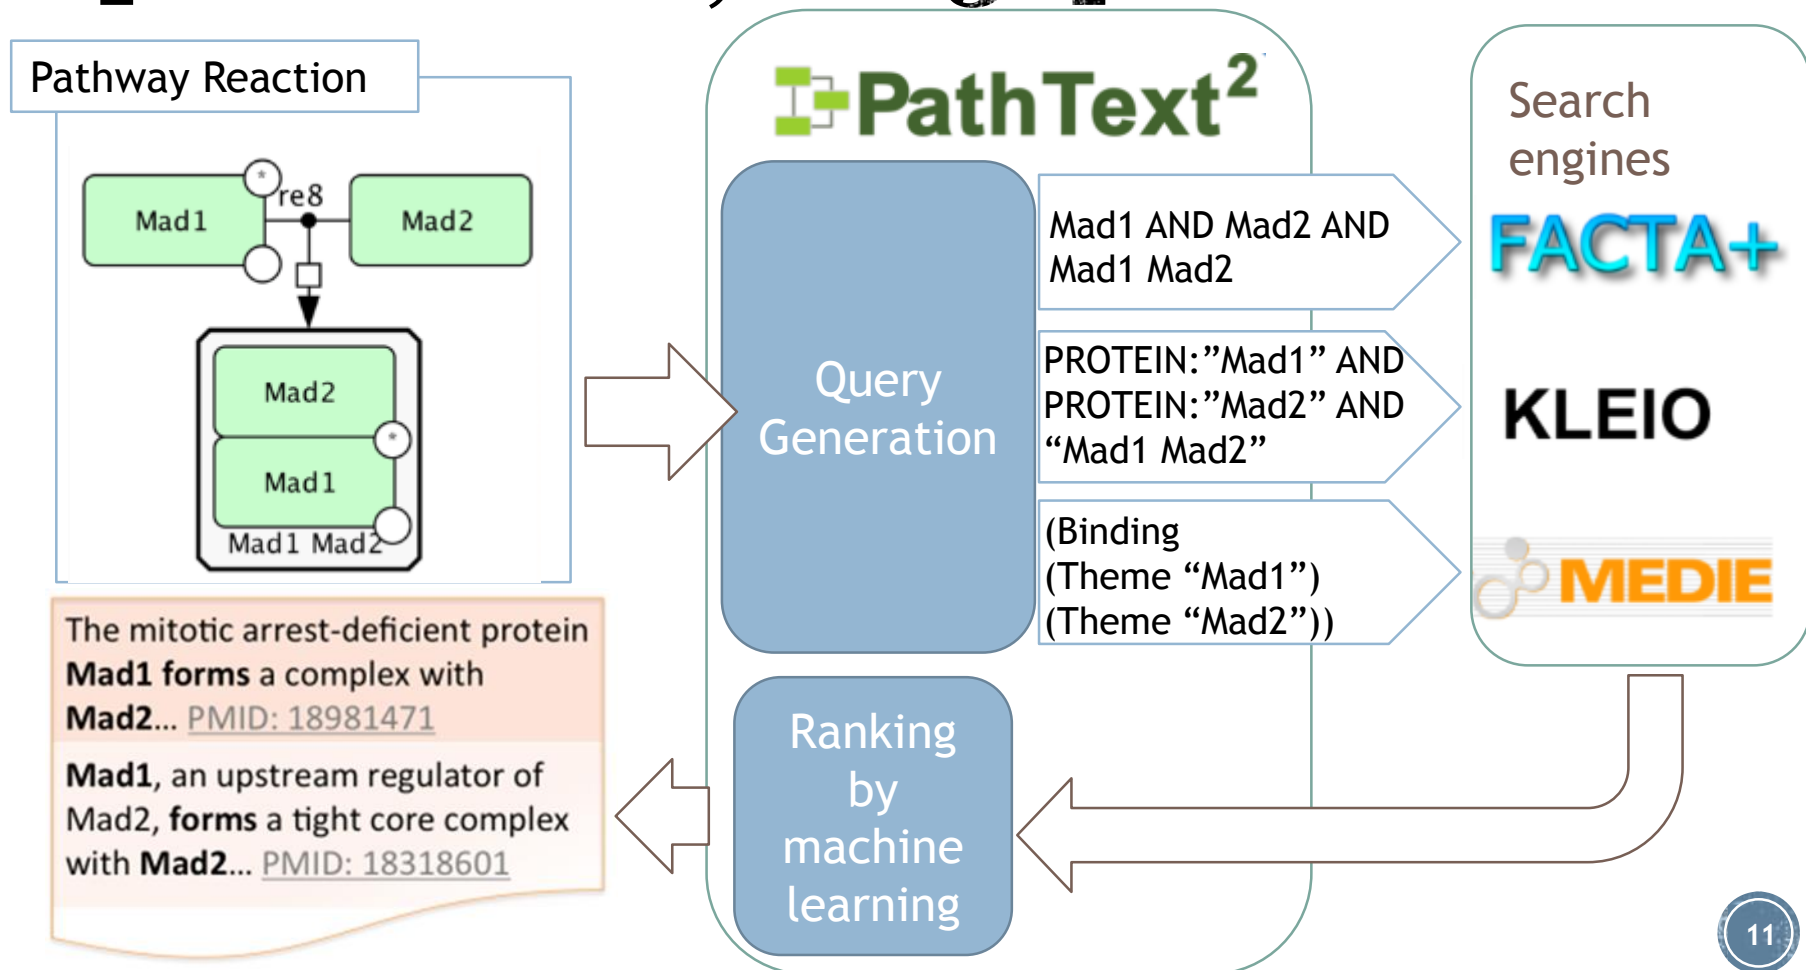 Pathway Reaction
*
re8
Mad1
Mad2
Mad2
*
Mad1
Mad1 Mad2
The mitotic arrest-deficient protein
Mad1 forms a complex with
Mad2... PMID: 18981471
Mad1, an upstream regulator of
Mad2, forms a tight core complex
with Mad2... PMID: 18318601
PathText2
Query
Generation
Mad1 AND Mad2 AND
Mad1 Mad2
PROTEIN:”Mad1” AND
PROTEIN:”Mad2” AND
“Mad1 Mad2”
(Binding
(Theme “Mad1”)
(Theme “Mad2”))
Ranking
by
machine
learning
Search
engines
FACTA+
KLEIO
MEDIE
11